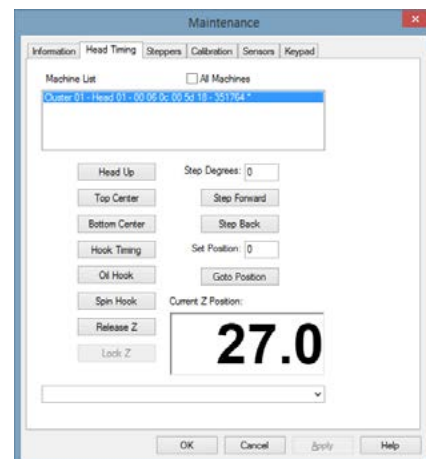 Maintenance
Information Head Timing Steppers Calibration Sensors Keypad
Machine List All Machines
Cluster 01 - Head 01 - 00 06 0c 00 5d 18 - 351764 *
Head Up Step Degrees: 0
Top Center Step Forward
Bottom Center Step Back
Hook Timing Set Position: 0
Oil Hook Goto Position
Spin Hook Current Z Position:
Release Z 27.0
Lock Z
OK Cancel Apply Help